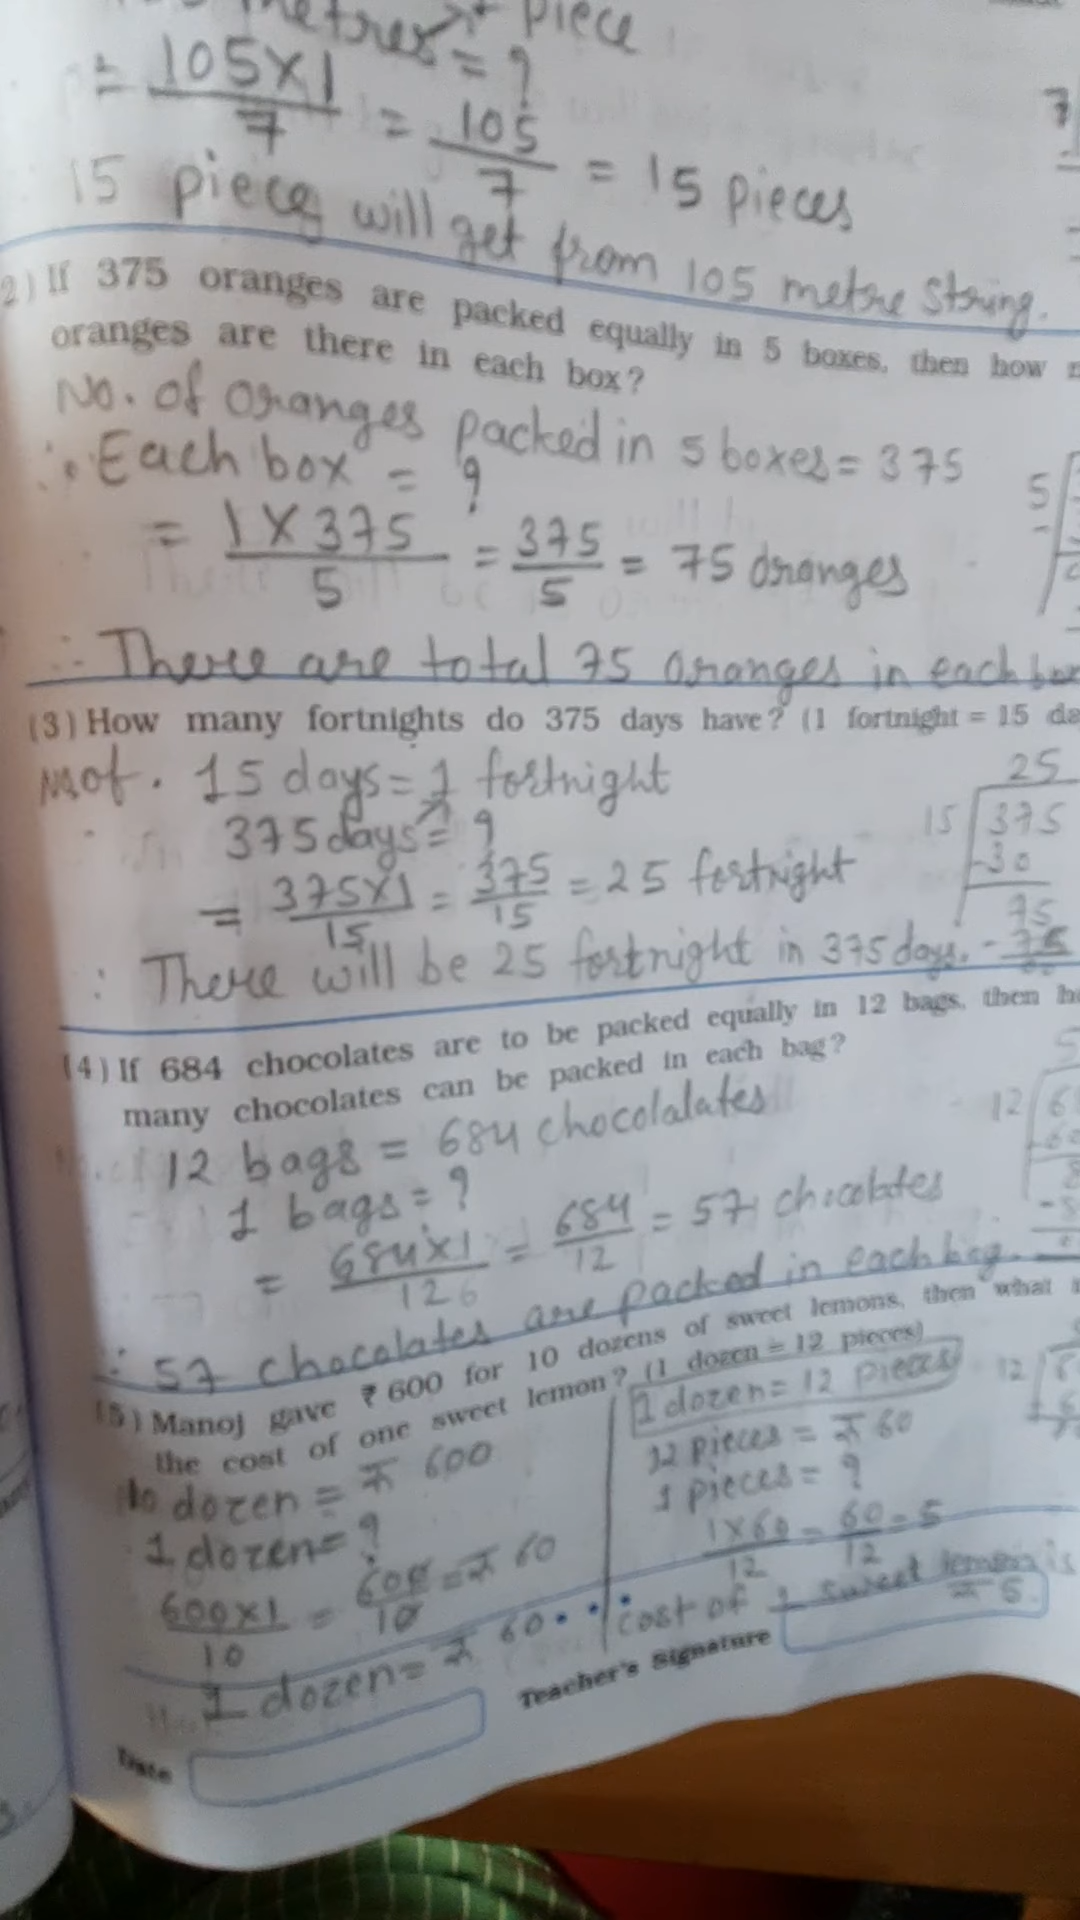 metres = ? piece
= 105×1/7 = 105/7 = 15 pieces
15 pieces will get from 105 metre string.
2) If 375 oranges are packed equally in 5 boxes, then how
oranges are there in each box?
No. of oranges packed in 5 boxes = 375
∴ Each box = ?
= 1×375/5 = 375/5 = 75 oranges
∴ There are total 75 oranges in each box
(3) How many fortnights do 375 days have? (1 fortnight = 15 da
15 days = 1 fortnight
375 days = ?
= 375×1/15 = 375/15 = 25 fortnight
: There will be 25 fortnight in 375 days.
25
15 375
-30
75
- 75
00
(4) If 684 chocolates are to be packed equally in 12 bags, then h
many chocolates can be packed in each bag?
12 bags = 684 chocolalates
1 bags = ?
= 684×1/12 = 684/12 = 57 chocolates
∴ 57 chocolates are packed in each bag.
(5) Manoj gave ₹ 600 for 10 dozens of sweet lemons, then what
the cost of one sweet lemon? (1 dozen = 12 pieces)
10 dozen = ₹ 600
1 dozen = ?
600×1/10 = 600/10 = ₹ 60
1 dozen = ₹ 60
1 dozen = 12 pieces
12 pieces = ₹ 60
1 pieces = ?
1×60/12 = 60/12 = 5
cost of 1 sweet lemon is
₹ 5.
Date
Teacher's Signature